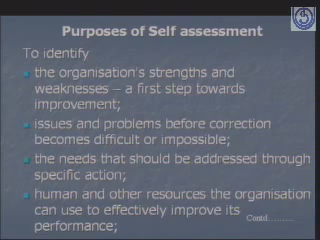 Purposes of Self assessment
To identify
the organisation's strengths and
weaknesses – a first step towards
improvement;
issues and problems before correction
becomes difficult or impossible;
the needs that should be addressed through
specific action;
human and other resources the organisation
can use to effectively improve its
performance;
Contd..........